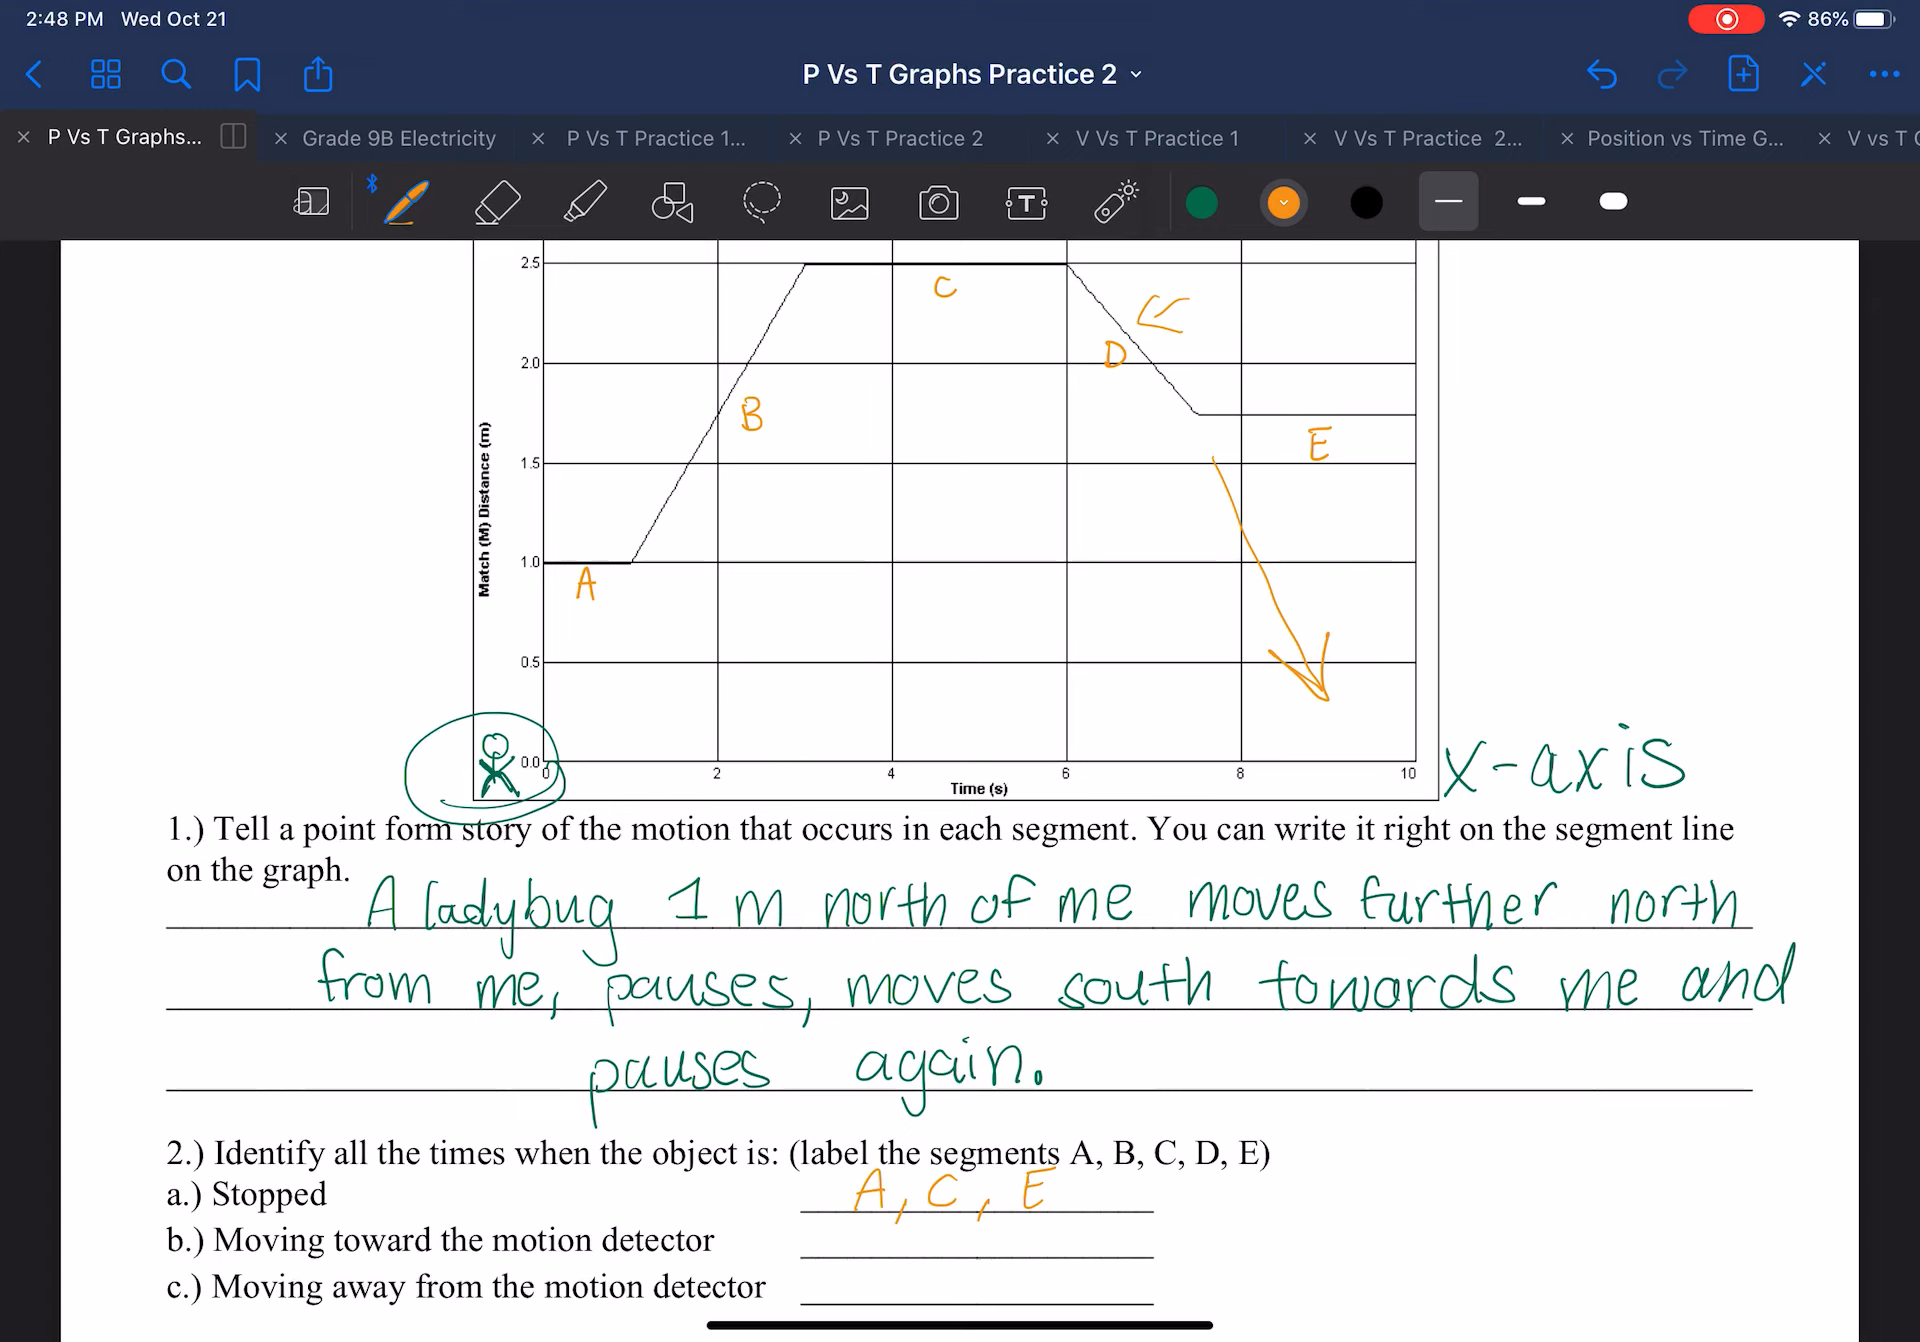 2:48 PM Wed Oct 21
86%
P Vs T Graphs Practice 2
P Vs T Graphs...
Grade 9B Electricity
P Vs T Practice 1...
P Vs T Practice 2
V Vs T Practice 1
V Vs T Practice 2...
Position vs Time G...
V vs T
2.5
C
2.0
D
B
E
1.5
Match (M) Distance (m)
1.0
A
0.5
0.0
0 2 4 6 8 10
Time (s)
x-axis
1.) Tell a point form story of the motion that occurs in each segment. You can write it right on the segment line
on the graph.
A ladybug 1 m north of me moves further north
from me, pauses, moves south towards me and
pauses again.
2.) Identify all the times when the object is: (label the segments A, B, C, D, E)
a.) Stopped A, C, E
b.) Moving toward the motion detector
c.) Moving away from the motion detector